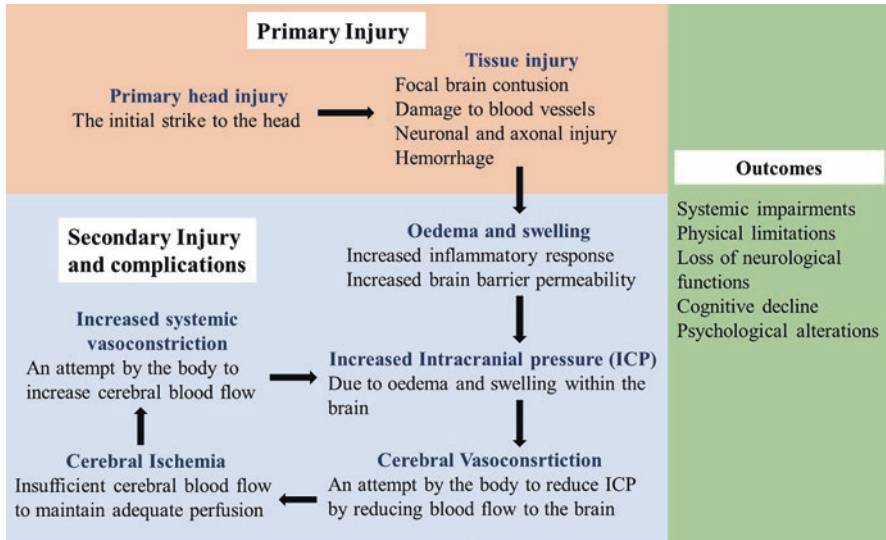 Primary Injury
Primary head injury
The initial strike to the head
Tissue injury
Focal brain contusion
Damage to blood vessels
Neuronal and axonal injury
Hemorrhage
Secondary Injury
and complications
Oedema and swelling
Increased inflammatory response
Increased brain barrier permeability
Increased Intracranial pressure (ICP)
Due to oedema and swelling within the
brain
Cerebral Vasoconsrtiction
An attempt by the body to reduce ICP
by reducing blood flow to the brain
Cerebral Ischemia
Insufficient cerebral blood flow
to maintain adequate perfusion
Increased systemic
vasoconstriction
An attempt by the body to
increase cerebral blood flow
Outcomes
Systemic impairments
Physical limitations
Loss of neurological
functions
Cognitive decline
Psychological alterations